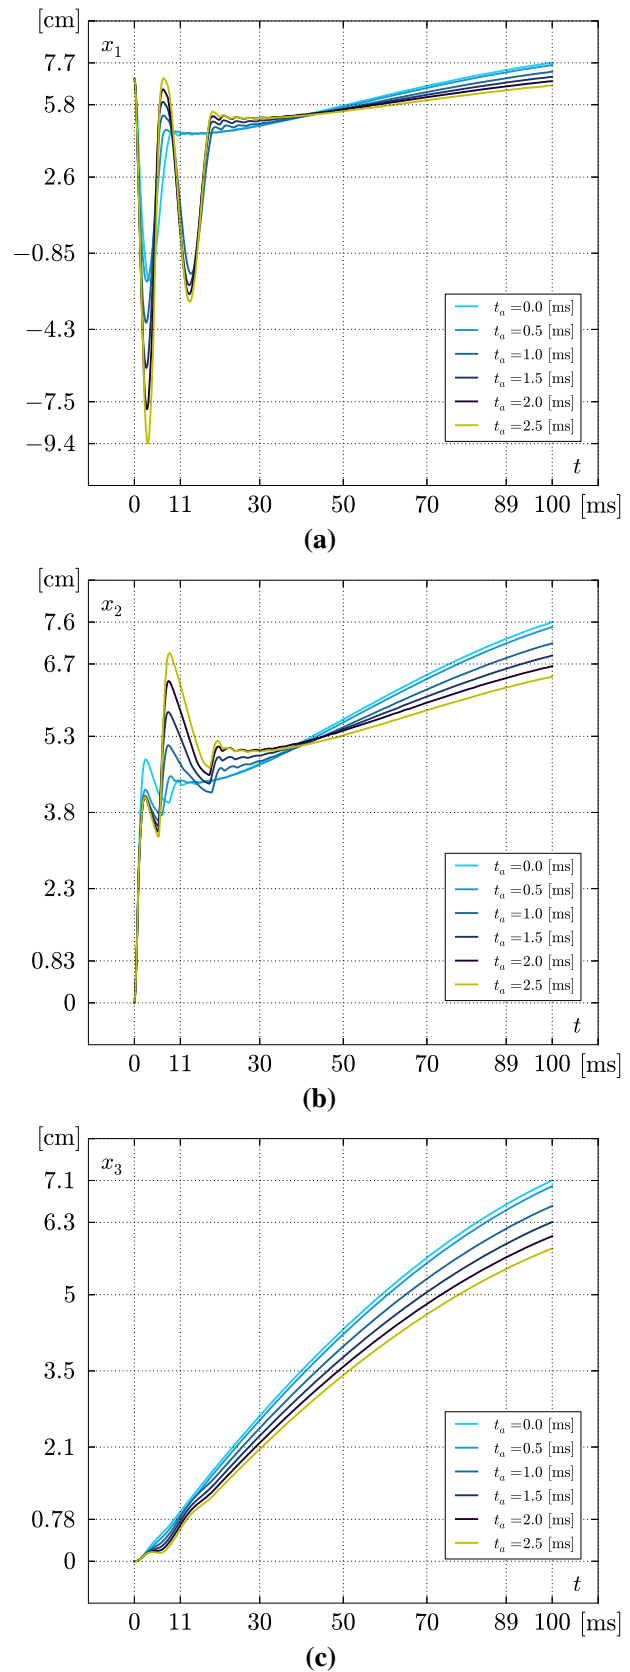 [cm]
x1
7.7
5.8
2.6
−0.85
−4.3
−7.5
−9.4
t_a =0.0 [ms]
t_a =0.5 [ms]
t_a =1.0 [ms]
t_a =1.5 [ms]
t_a =2.0 [ms]
t_a =2.5 [ms]
t
0 11 30 50 70 89 100 [ms]
(a)
[cm]
x2
7.6
6.7
5.3
3.8
2.3
0.83
0
t_a =0.0 [ms]
t_a =0.5 [ms]
t_a =1.0 [ms]
t_a =1.5 [ms]
t_a =2.0 [ms]
t_a =2.5 [ms]
t
0 11 30 50 70 89 100 [ms]
(b)
[cm]
x3
7.1
6.3
5
3.5
2.1
0.78
0
t_a =0.0 [ms]
t_a =0.5 [ms]
t_a =1.0 [ms]
t_a =1.5 [ms]
t_a =2.0 [ms]
t_a =2.5 [ms]
t
0 11 30 50 70 89 100 [ms]
(c)